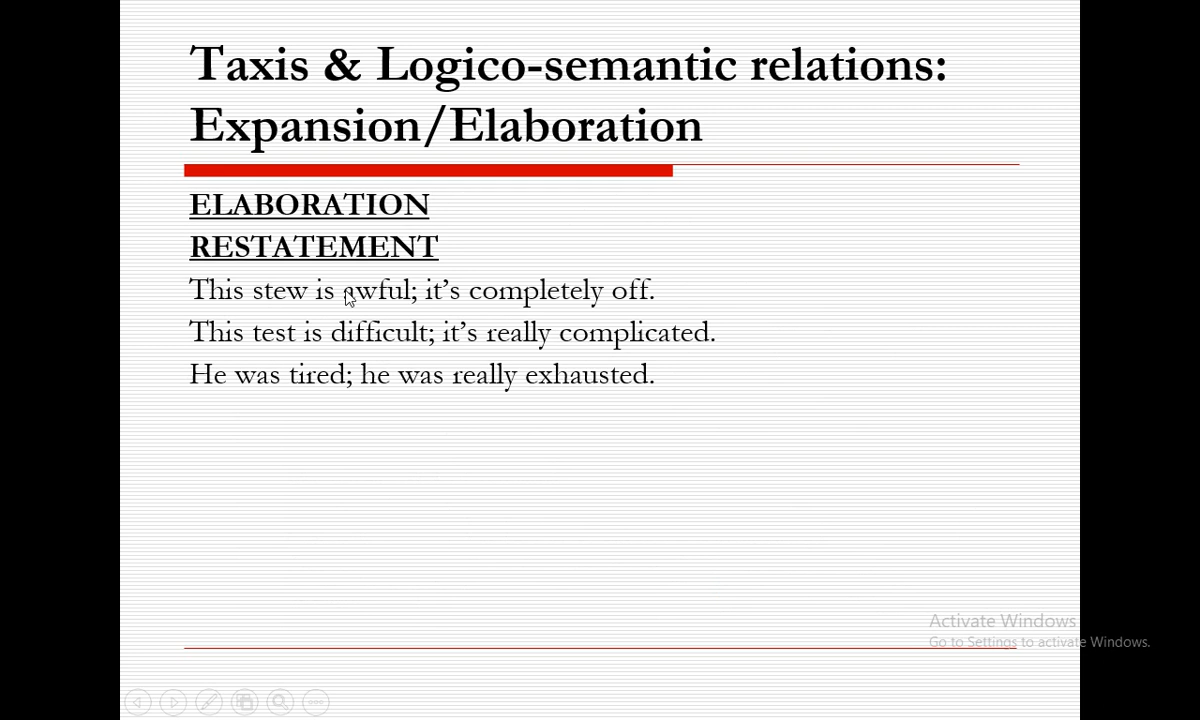 Taxis & Logico-semantic relations:
Expansion/Elaboration
ELABORATION
RESTATEMENT
This stew is awful; it’s completely off.
This test is difficult; it’s really complicated.
He was tired; he was really exhausted.
Activate Windows
Go to Settings to activate Windows.